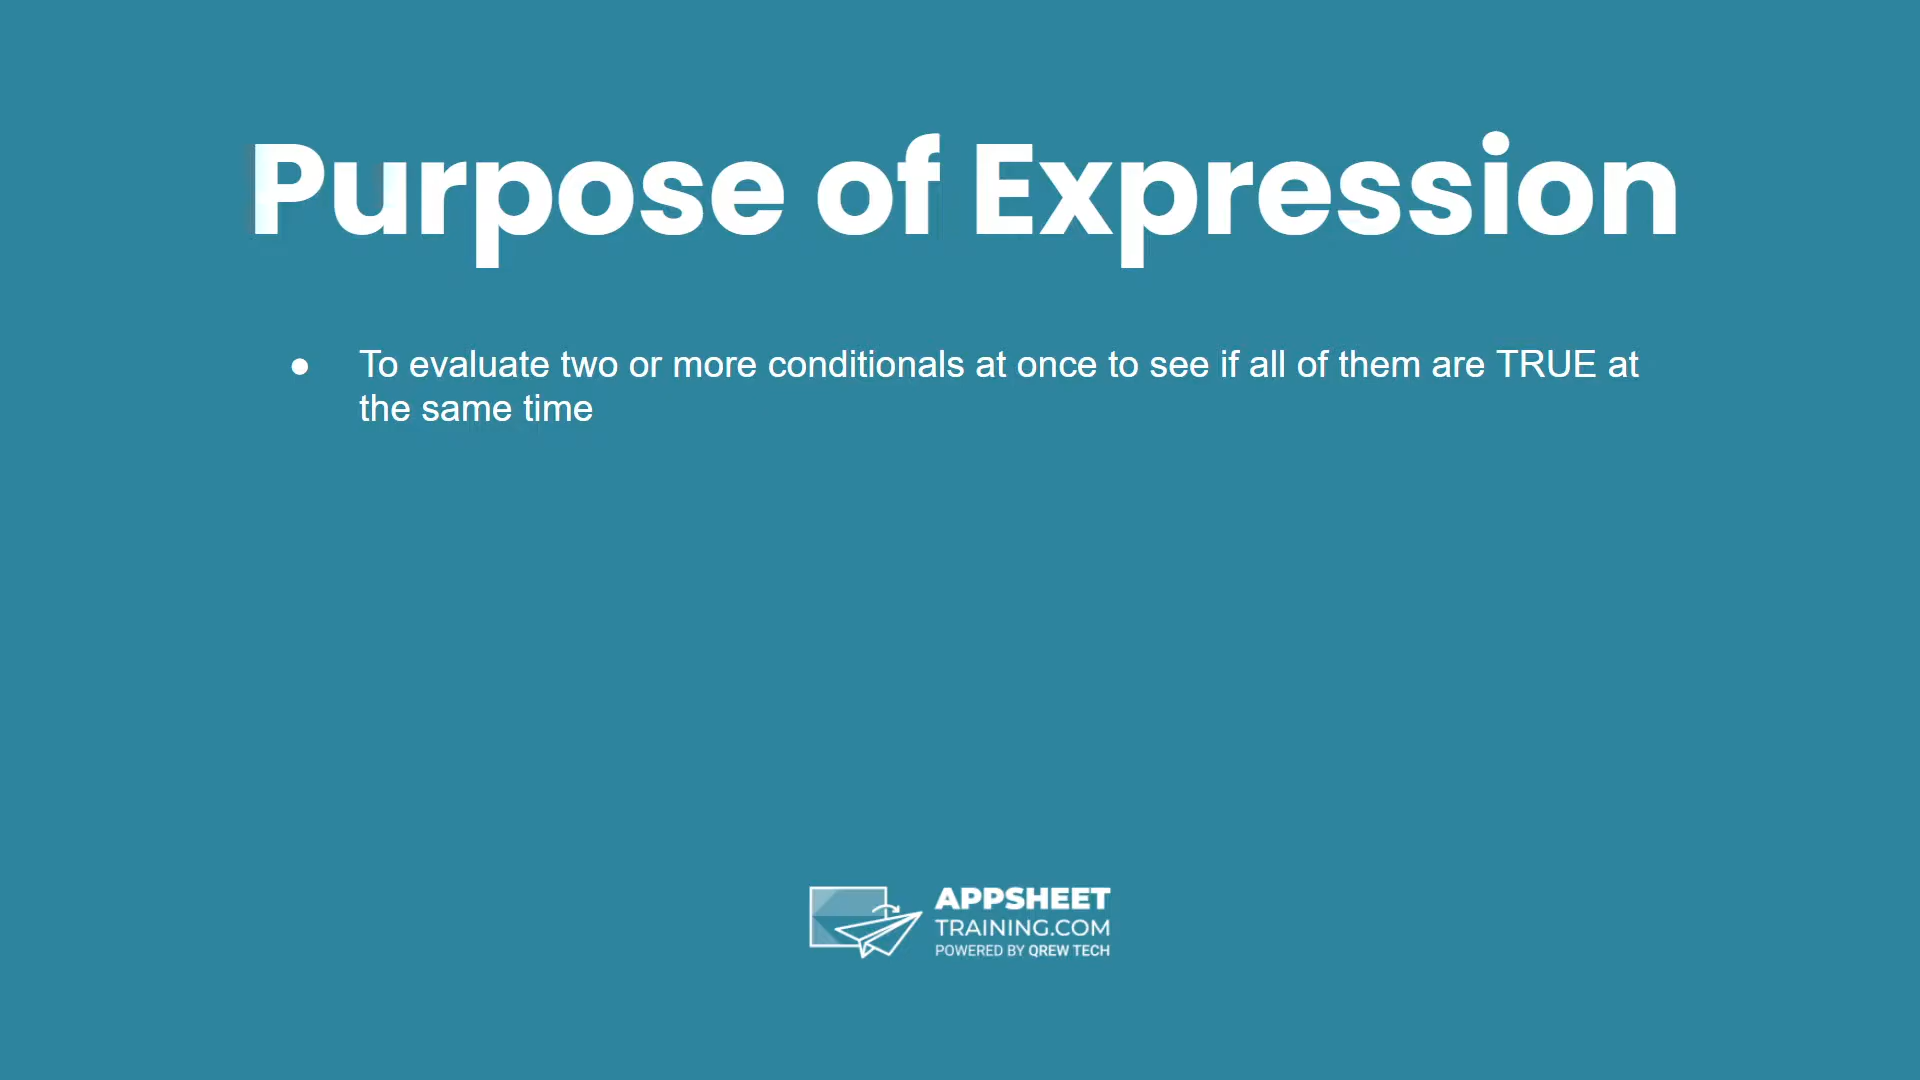 Purpose of Expression
● To evaluate two or more conditionals at once to see if all of them are TRUE at
the same time
APPSHEET
TRAINING.COM
POWERED BY QREW TECH